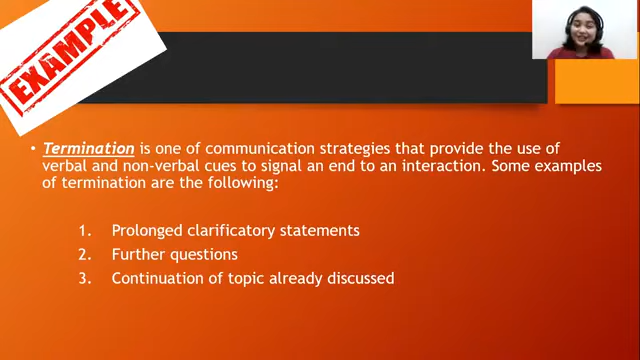 EXAMPLE
• Termination is one of communication strategies that provide the use of
verbal and non-verbal cues to signal an end to an interaction. Some examples
of termination are the following:
1. Prolonged clarificatory statements
2. Further questions
3. Continuation of topic already discussed